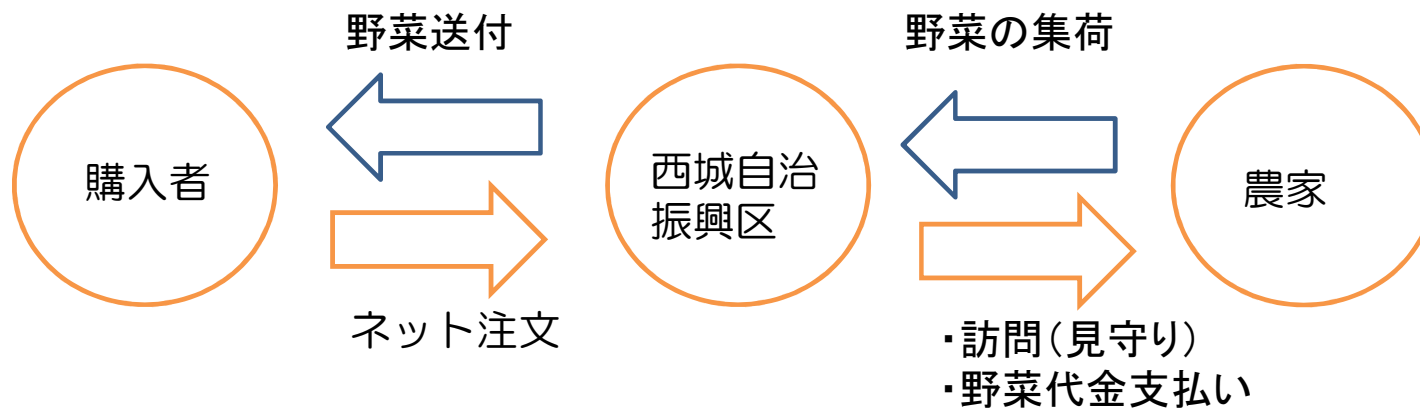 野菜送付
野菜の集荷
購入者
西城自治
振興区
農家
ネット注文
・訪問(見守り)
・野菜代金支払い